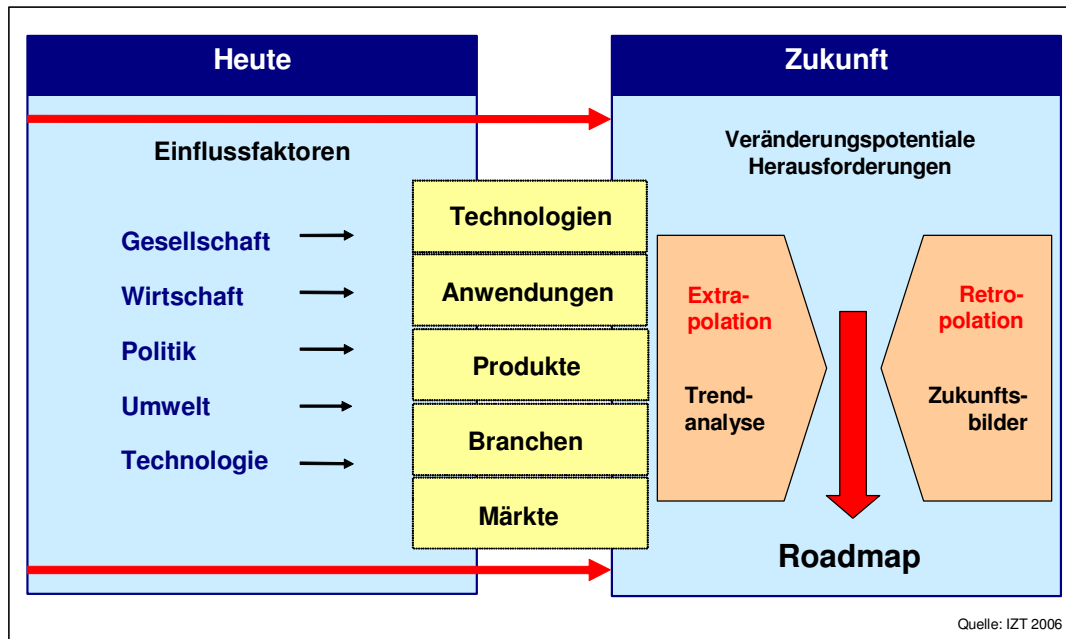 Heute
Einflussfaktoren
Gesellschaft
Wirtschaft
Politik
Umwelt
Technologie
Technologien
Anwendungen
Produkte
Branchen
Märkte
Zukunft
Veränderungspotentiale
Herausforderungen
Extra-
polation
Trend-
analyse
Retro-
polation
Zukunfts-
bilder
Roadmap
Quelle: IZT 2006